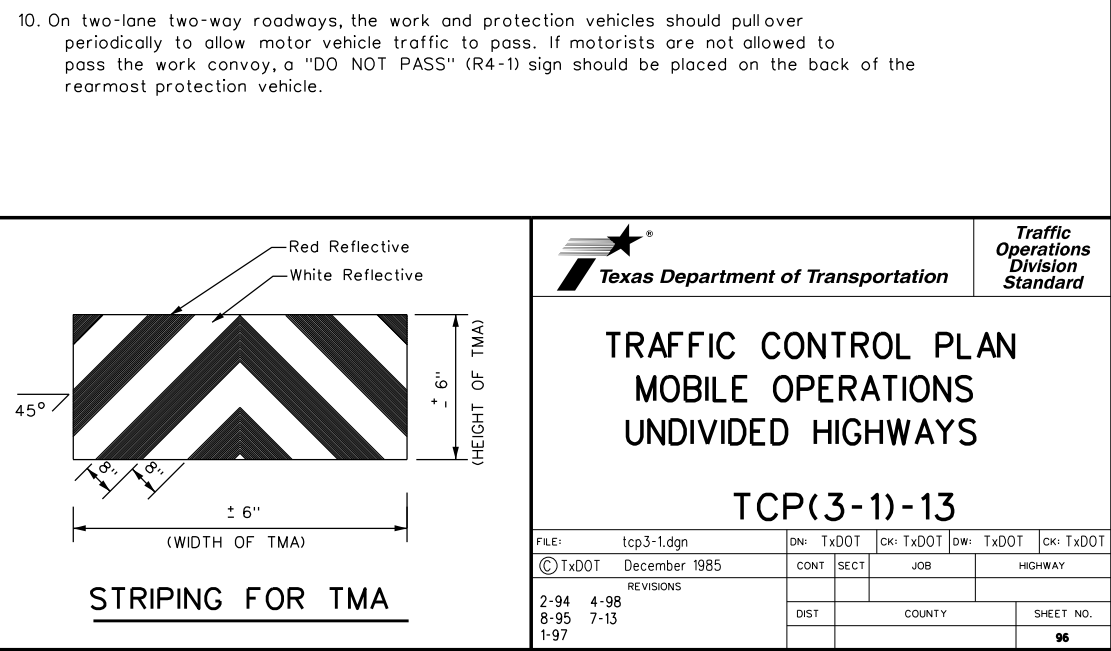 10. On two-lane two-way roadways, the work and protection vehicles should pull over
periodically to allow motor vehicle traffic to pass. If motorists are not allowed to
pass the work convoy, a "DO NOT PASS" (R4-1) sign should be placed on the back of the
rearmost protection vehicle.
Red Reflective
White Reflective
45°
8"
8"
± 6"
(HEIGHT OF TMA)
± 6"
(WIDTH OF TMA)
STRIPING FOR TMA
®
Texas Department of Transportation
Traffic
Operations
Division
Standard
TRAFFIC CONTROL PLAN
MOBILE OPERATIONS
UNDIVIDED HIGHWAYS
TCP(3-1)-13
FILE: tcp3-1.dgn DN: TxDOT CK: TxDOT DW: TxDOT CK: TxDOT
© TxDOT December 1985 CONT SECT JOB HIGHWAY
REVISIONS
2-94 4-98
8-95 7-13
1-97
DIST COUNTY SHEET NO.
96